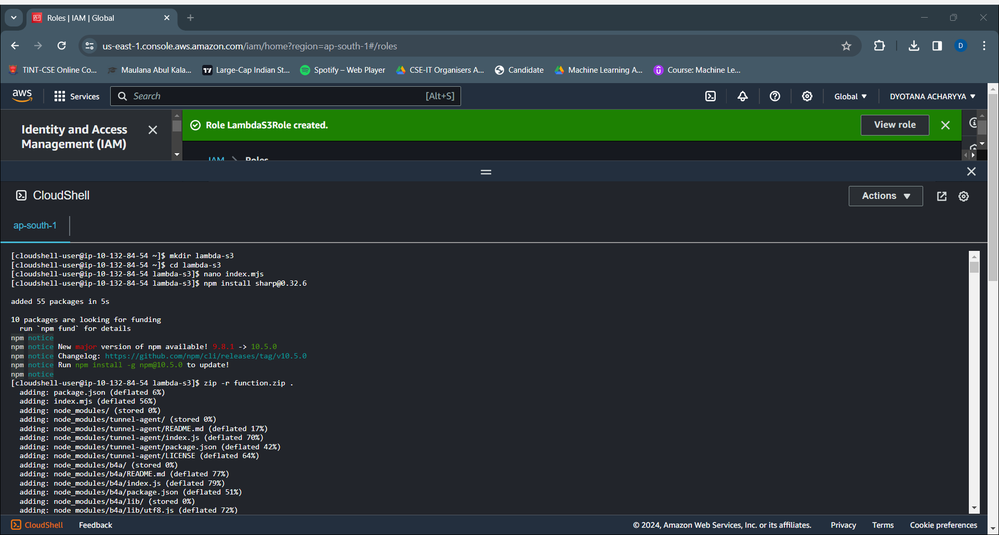 Roles | IAM | Global
us-east-1.console.aws.amazon.com/iam/home?region=ap-south-1#/roles
D
TINT-CSE Online Co...
Maulana Abul Kala...
Large-Cap Indian St...
Spotify – Web Player
CSE-IT Organisers A...
Candidate
Machine Learning A...
Course: Machine Le...
aws
Services
Search
[Alt+S]
Global
DYOTANA ACHARYYA
Identity and Access
Management (IAM)
Role LambdaS3Role created.
View role
IAM
Roles
CloudShell
Actions
ap-south-1
[cloudshell-user@ip-10-132-84-54 ~]$ mkdir lambda-s3
[cloudshell-user@ip-10-132-84-54 ~]$ cd lambda-s3
[cloudshell-user@ip-10-132-84-54 lambda-s3]$ nano index.mjs
[cloudshell-user@ip-10-132-84-54 lambda-s3]$ npm install sharp@0.32.6
added 55 packages in 5s
10 packages are looking for funding
run `npm fund` for details
npm notice
npm notice New major version of npm available! 9.8.1 -> 10.5.0
npm notice Changelog: https://github.com/npm/cli/releases/tag/v10.5.0
npm notice Run npm install -g npm@10.5.0 to update!
npm notice
[cloudshell-user@ip-10-132-84-54 lambda-s3]$ zip -r function.zip .
adding: package.json (deflated 6%)
adding: index.mjs (deflated 56%)
adding: node_modules/ (stored 0%)
adding: node_modules/tunnel-agent/ (stored 0%)
adding: node_modules/tunnel-agent/README.md (deflated 17%)
adding: node_modules/tunnel-agent/index.js (deflated 70%)
adding: node_modules/tunnel-agent/package.json (deflated 42%)
adding: node_modules/tunnel-agent/LICENSE (deflated 64%)
adding: node_modules/b4a/ (stored 0%)
adding: node_modules/b4a/README.md (deflated 77%)
adding: node_modules/b4a/index.js (deflated 79%)
adding: node_modules/b4a/package.json (deflated 51%)
adding: node_modules/b4a/lib/ (stored 0%)
adding: node_modules/b4a/lib/utf8.js (deflated 72%)
CloudShell
Feedback
© 2024, Amazon Web Services, Inc. or its affiliates.
Privacy
Terms
Cookie preferences